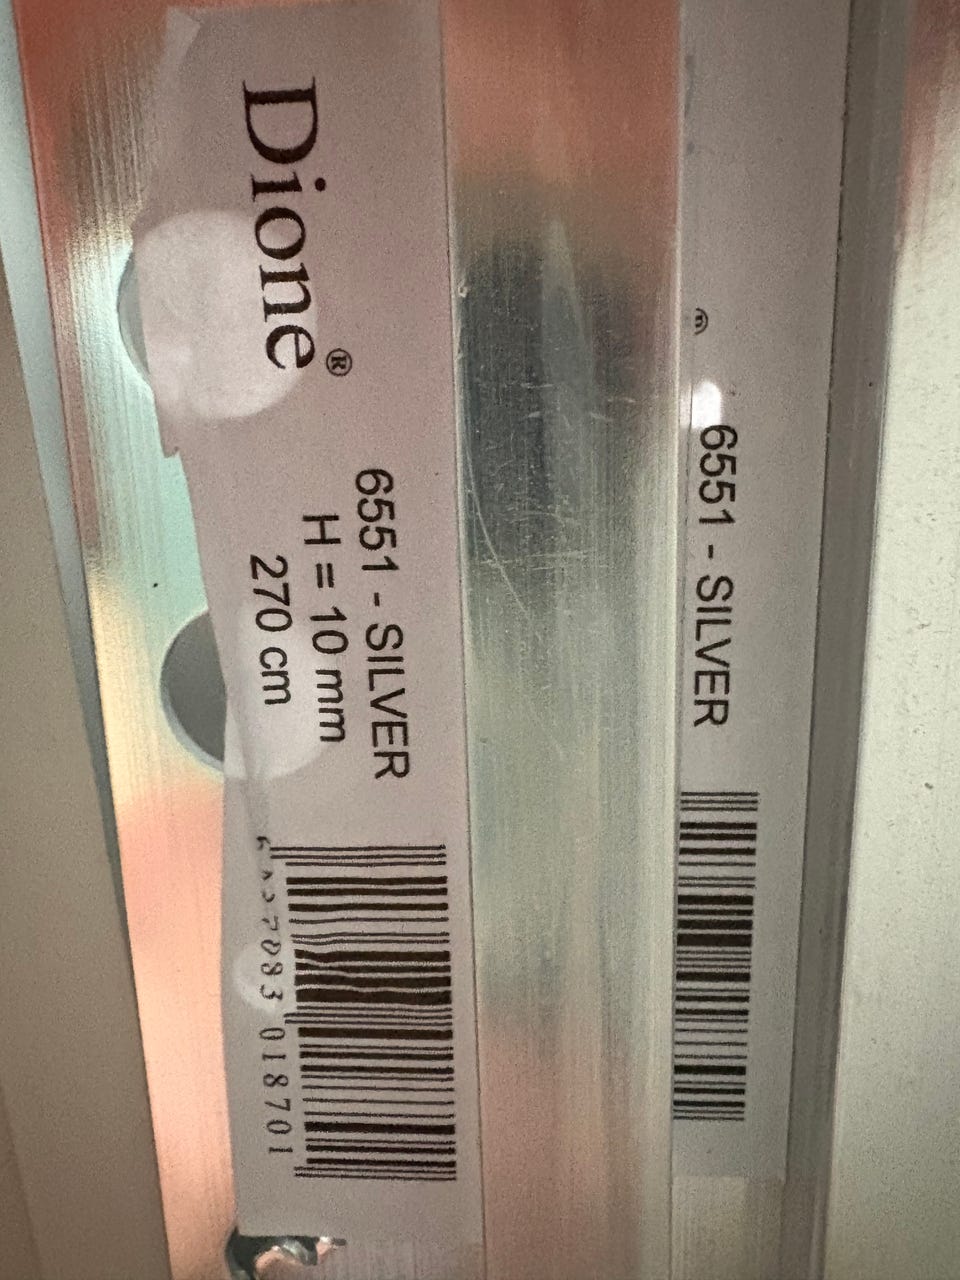 Dione®
6551 - SILVER
H = 10 mm
270 cm
018701
®
6551 - SILVER